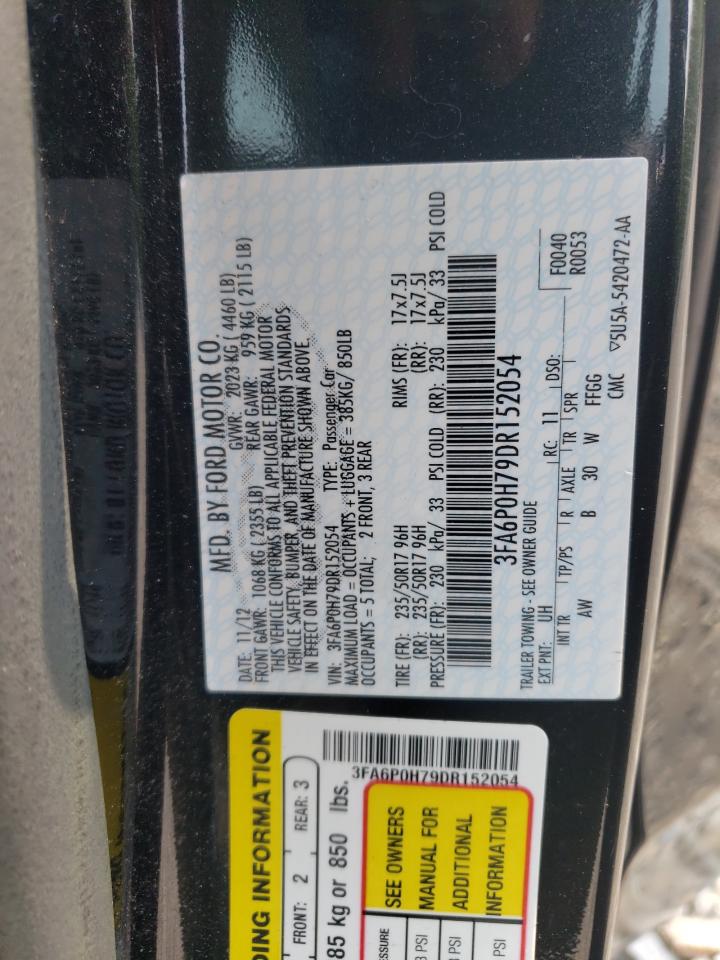 MFD. BY FORD MOTOR CO.
DATE: 11/12 GVWR: 2023 KG ( 4460 LB)
FRONT GAWR: 1068 KG ( 2355 LB) REAR GAWR: 959 KG ( 2115 LB)
THIS VEHICLE CONFORMS TO ALL APPLICABLE FEDERAL MOTOR
VEHICLE SAFETY, BUMPER, AND THEFT PREVENTION STANDARDS
IN EFFECT ON THE DATE OF MANUFACTURE SHOWN ABOVE.
VIN: 3FA6P0H79DR152054 TYPE: Passenger Car
MAXIMUM LOAD = OCCUPANTS + LUGGAGE = 385KG/ 850LB
OCCUPANTS = 5 TOTAL; 2 FRONT, 3 REAR
TIRE (FR): 235/50R17 96H RIMS (FR): 17x7.5J
(RR): 235/50R17 96H (RR): 17x7.5J
PRESSURE (FR): 230 kPa/ 33 PSI COLD (RR): 230 kPa/ 33 PSI COLD
3FA6P0H79DR152054
TRAILER TOWING - SEE OWNER GUIDE F0040
EXT PNT: UH RC: 11 DSO: R0053
INT TR TP/PS R AXLE TR SPR
AW B 30 W FFGG
CMC ▽5U5A-5420472-AA
DING INFORMATION
FRONT: 2 REAR: 3
85 kg or 850 lbs.
3FA6P0H79DR152054
SEE OWNERS
MANUAL FOR
ADDITIONAL
INFORMATION
PSI
PSI